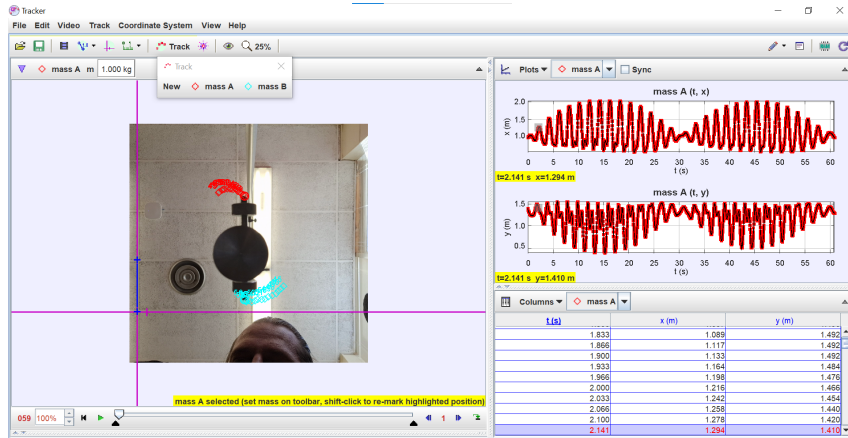 Tracker
File Edit Video Track Coordinate System View Help
Track 25%
mass A m 1.000 kg
Track
New mass A mass B
Plots mass A Sync
mass A (t, x)
x (m)
2.0
1.5
1.0
0 5 10 15 20 25 30 35 40 45 50 55 60
t (s)
t=2.141 s x=1.294 m
mass A (t, y)
y (m)
1.5
1.0
0.5
0 5 10 15 20 25 30 35 40 45 50 55 60
t (s)
t=2.141 s y=1.410 m
Columns mass A
t (s) x (m) y (m)
1.833 1.089 1.492
1.866 1.117 1.492
1.900 1.133 1.492
1.933 1.164 1.484
1.966 1.198 1.476
2.000 1.216 1.466
2.033 1.242 1.454
2.066 1.258 1.440
2.100 1.278 1.420
2.141 1.294 1.410
mass A selected (set mass on toolbar, shift-click to re-mark highlighted position)
059 100% 1